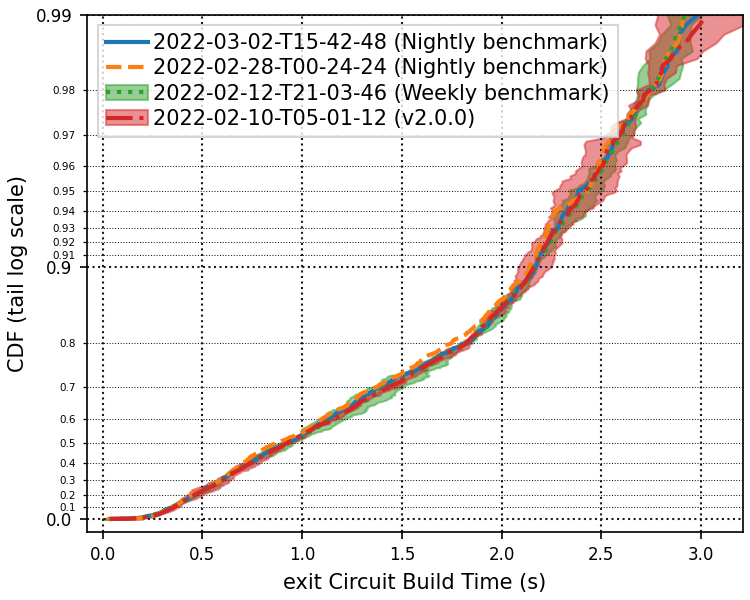 0.99
0.98
0.97
0.96
0.95
0.94
0.93
0.92
0.91
0.9
0.8
0.7
0.6
0.5
0.4
0.3
0.2
0.1
0.0
CDF (tail log scale)
2022-03-02-T15-42-48 (Nightly benchmark)
2022-02-28-T00-24-24 (Nightly benchmark)
2022-02-12-T21-03-46 (Weekly benchmark)
2022-02-10-T05-01-12 (v2.0.0)
0.0 0.5 1.0 1.5 2.0 2.5 3.0
exit Circuit Build Time (s)